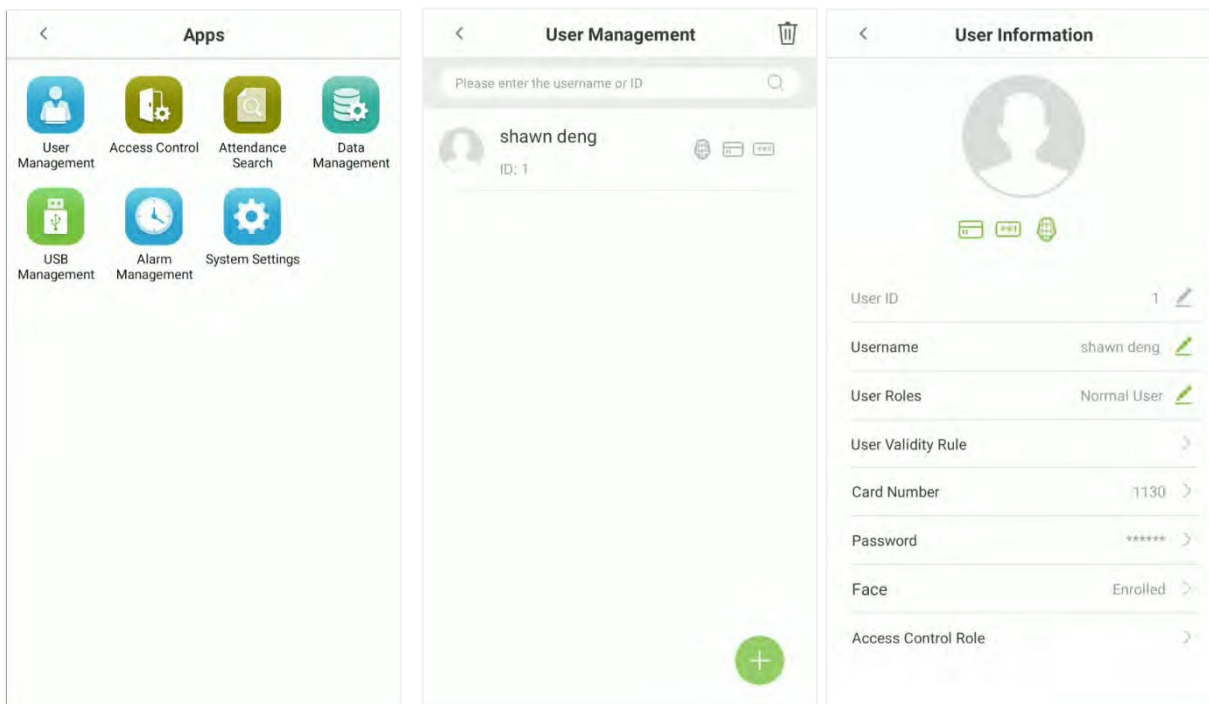 Apps
User
Management
Access Control
Attendance
Search
Data
Management
USB
Management
Alarm
Management
System Settings
User Management
Please enter the username or ID
shawn deng
ID: 1
User Information
User ID 1
Username shawn deng
User Roles Normal User
User Validity Rule
Card Number 1130
Password ******
Face Enrolled
Access Control Role